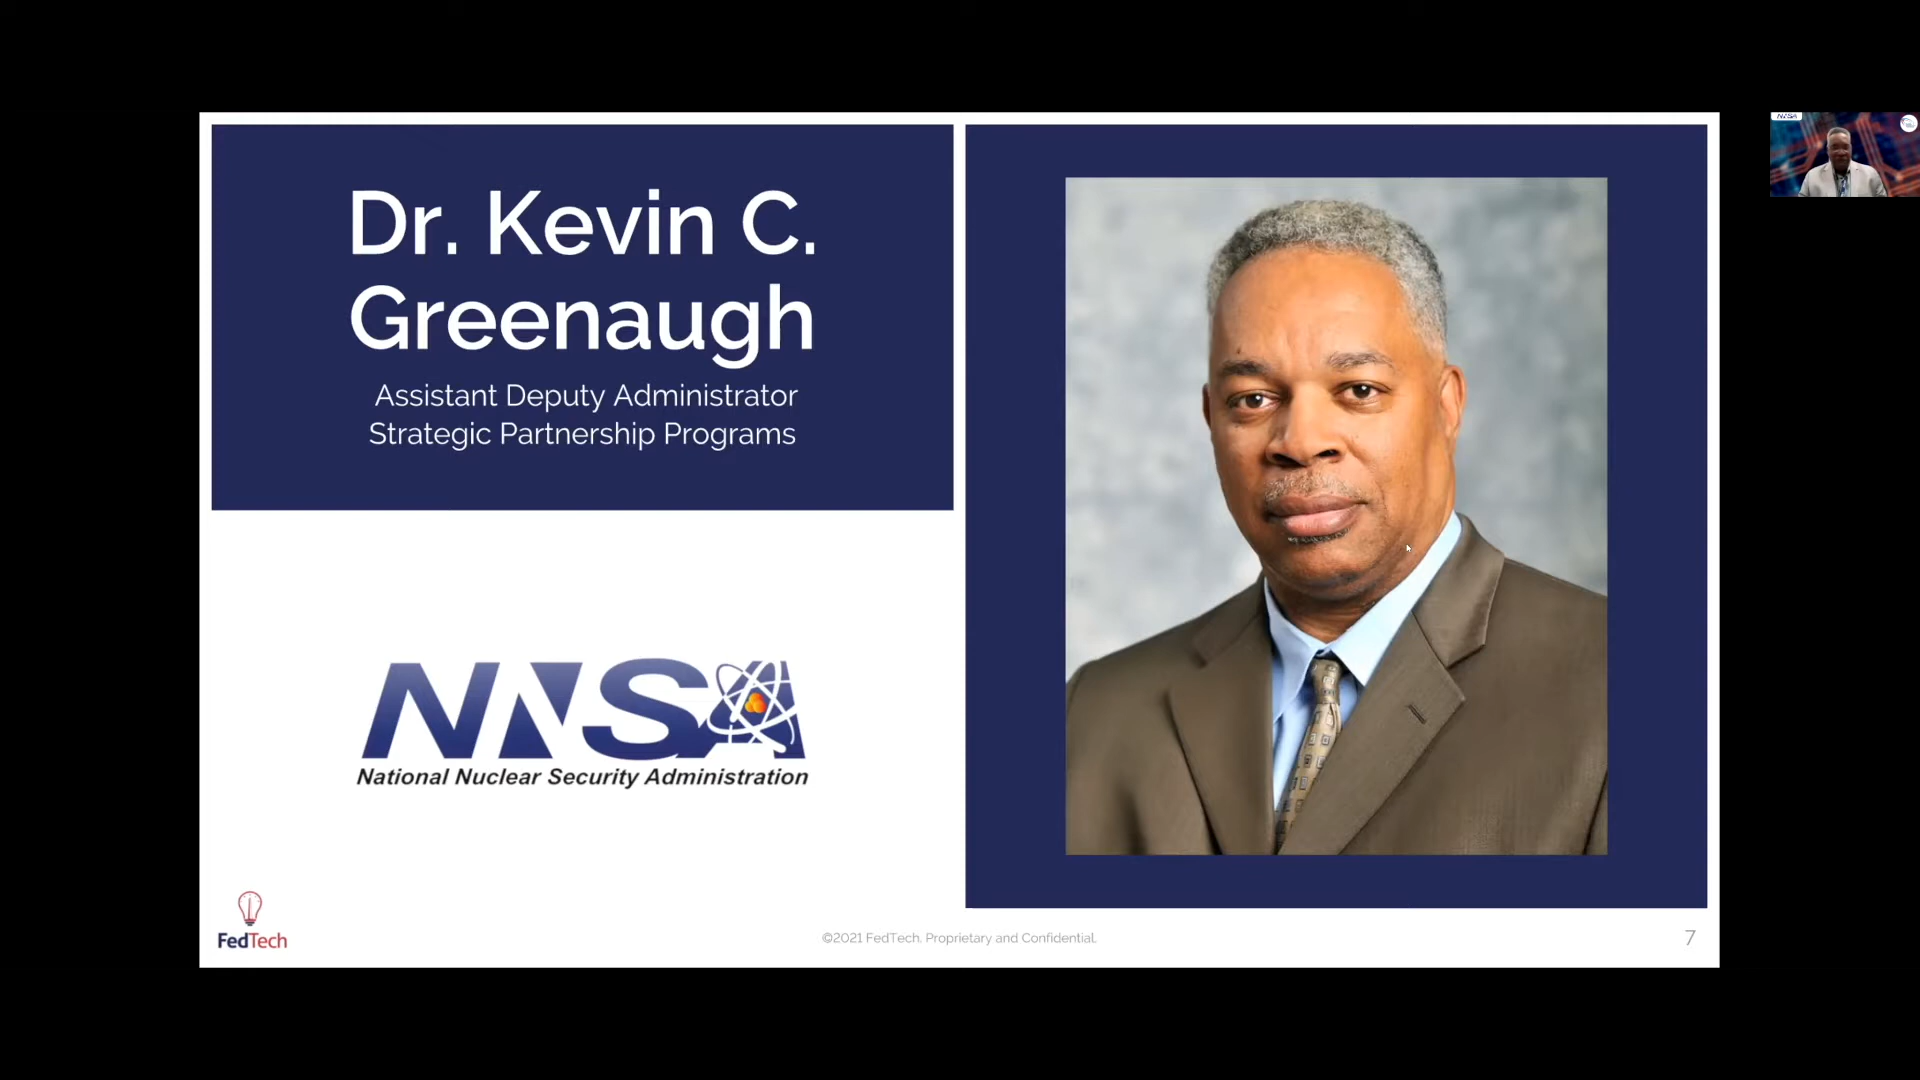 Dr. Kevin C.
Greenaugh
Assistant Deputy Administrator
Strategic Partnership Programs
NNSA
National Nuclear Security Administration
FedTech
©2021 FedTech. Proprietary and Confidential.
7
NNSA